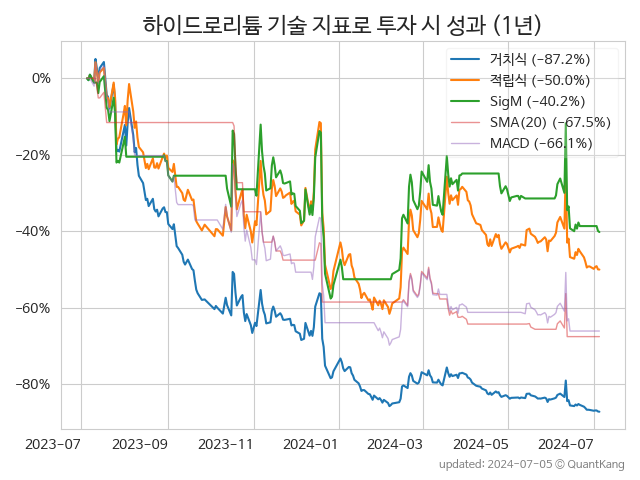 하이드로리튬 기술 지표로 투자 시 성과 (1년)
거치식 (−87.2%)
적립식 (−50.0%)
SigM (−40.2%)
SMA(20) (−67.5%)
MACD (−66.1%)
0%
−20%
−40%
−60%
−80%
2023-07 2023-09 2023-11 2024-01 2024-03 2024-05 2024-07
updated: 2024-07-05 © QuantKang